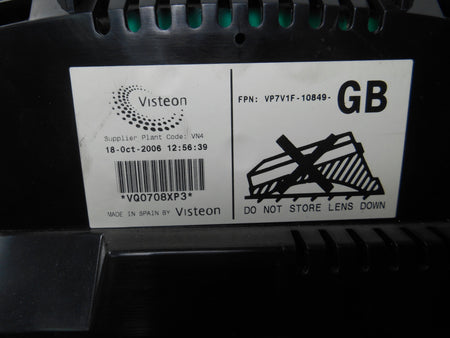 Visteon
Supplier Plant Code: VN4
18-Oct-2006 12:56:39
*VQ0708XP3*
MADE IN SPAIN BY Visteon
FPN: VP7V1F-10849-
GB
DO NOT STORE LENS DOWN